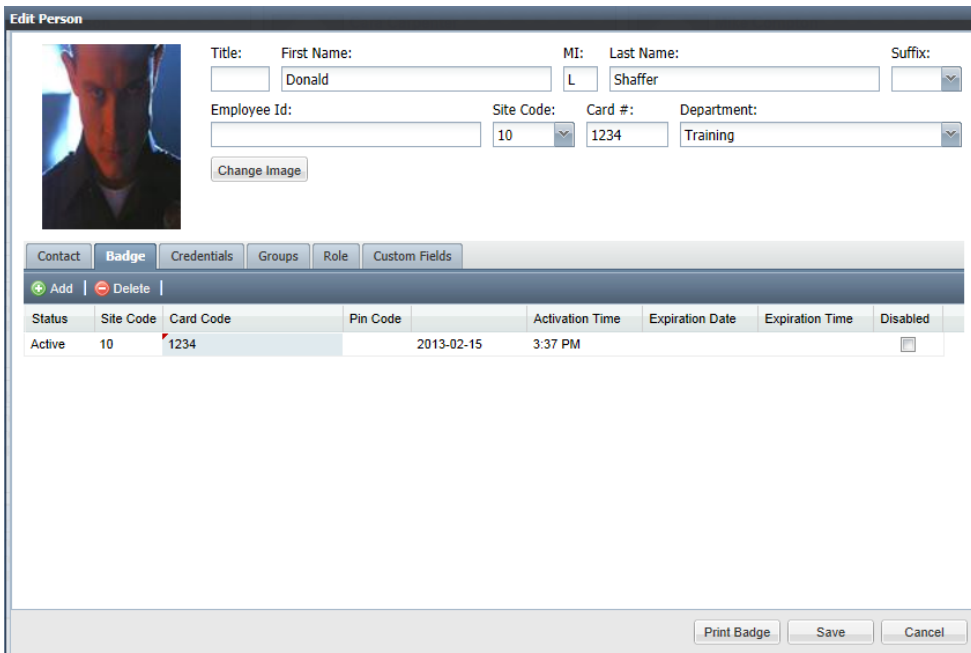 Edit Person
Title: First Name: MI: Last Name: Suffix:
Donald L Shaffer
Employee Id: Site Code: Card #: Department:
10 1234 Training
Change Image
Contact Badge Credentials Groups Role Custom Fields
Add Delete
Status Site Code Card Code Pin Code Activation Time Expiration Date Expiration Time Disabled
Active 10 1234 2013-02-15 3:37 PM
Print Badge Save Cancel